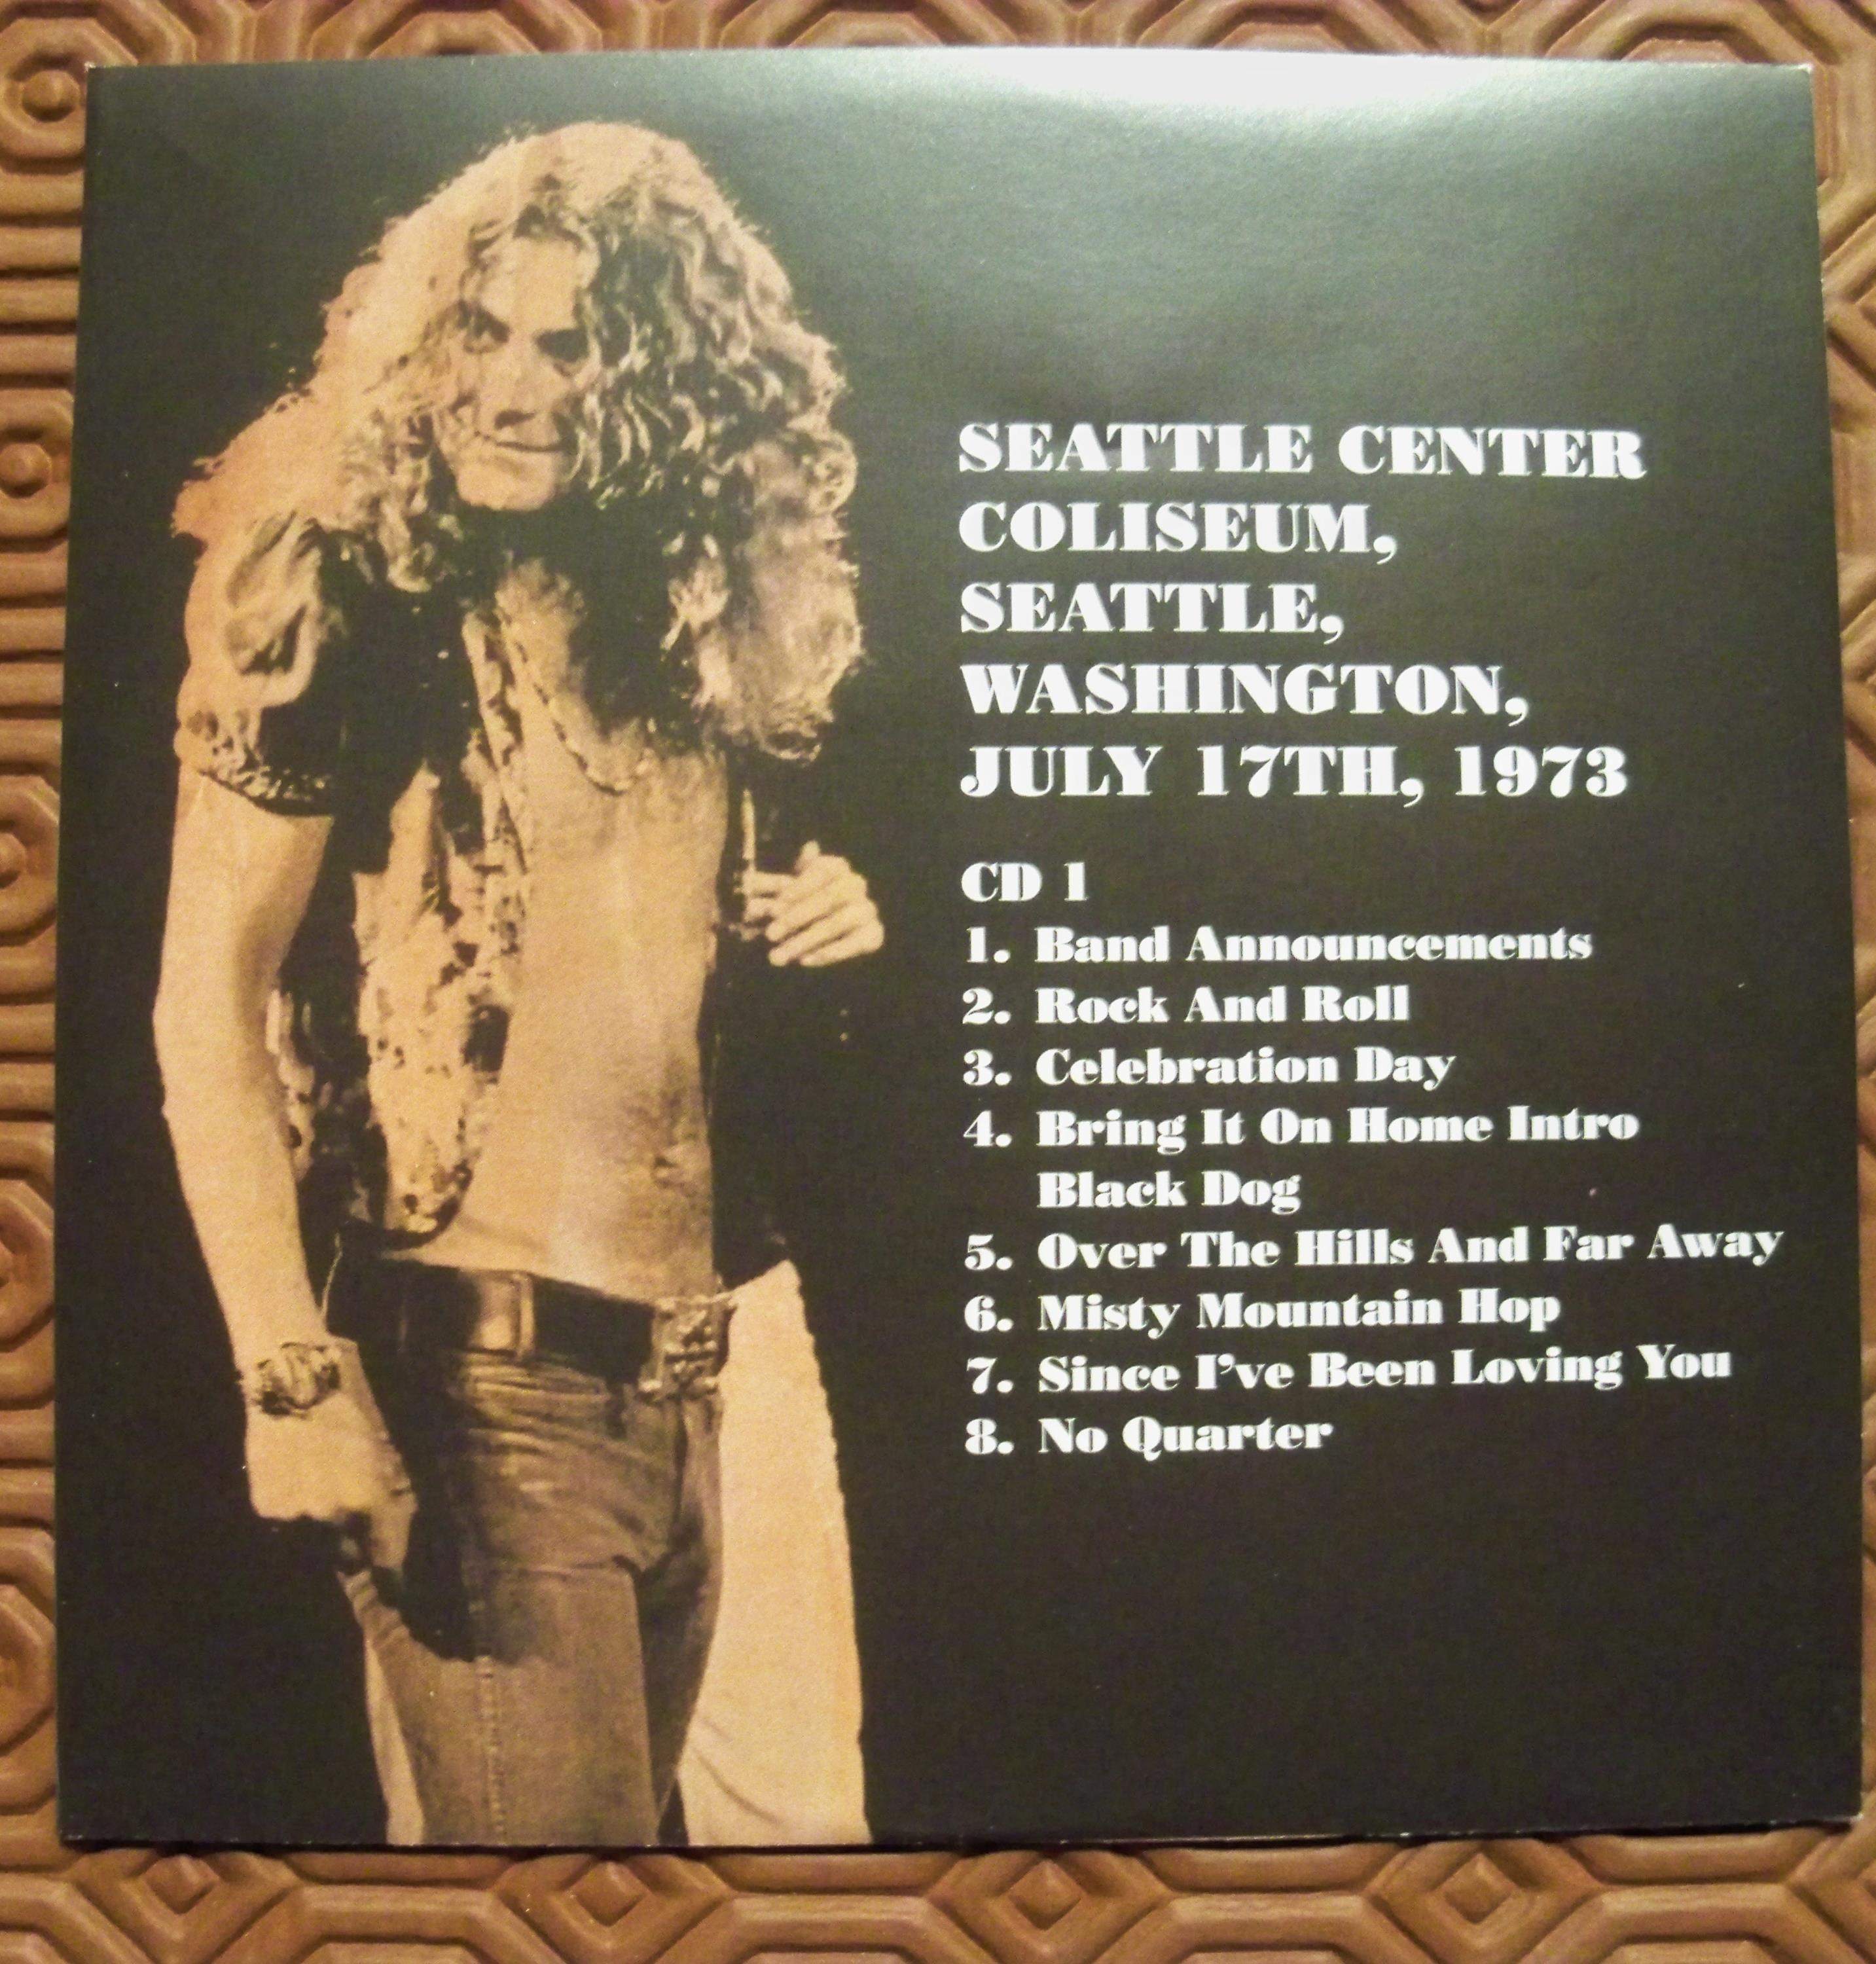 SEATTLE CENTER
COLISEUM,
SEATTLE,
WASHINGTON,
JULY 17TH, 1973
CD 1
1. Band Announcements
2. Rock And Roll
3. Celebration Day
4. Bring It On Home Intro
Black Dog
5. Over The Hills And Far Away
6. Misty Mountain Hop
7. Since I've Been Loving You
8. No Quarter